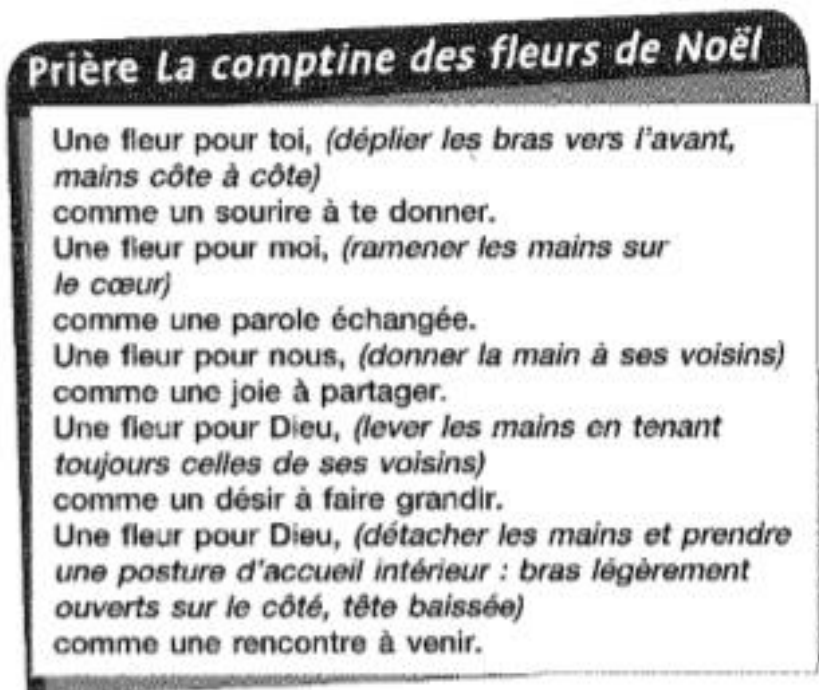 Prière La comptine des fleurs de Noël
Une fleur pour toi, (déplier les bras vers l'avant,
mains côte à côte)
comme un sourire à te donner.
Une fleur pour moi, (ramener les mains sur
le cœur)
comme une parole échangée.
Une fleur pour nous, (donner la main à ses voisins)
comme une joie à partager.
Une fleur pour Dieu, (lever les mains en tenant
toujours celles de ses voisins)
comme un désir à faire grandir.
Une fleur pour Dieu, (détacher les mains et prendre
une posture d'accueil intérieur : bras légèrement
ouverts sur le côté, tête baissée)
comme une rencontre à venir.